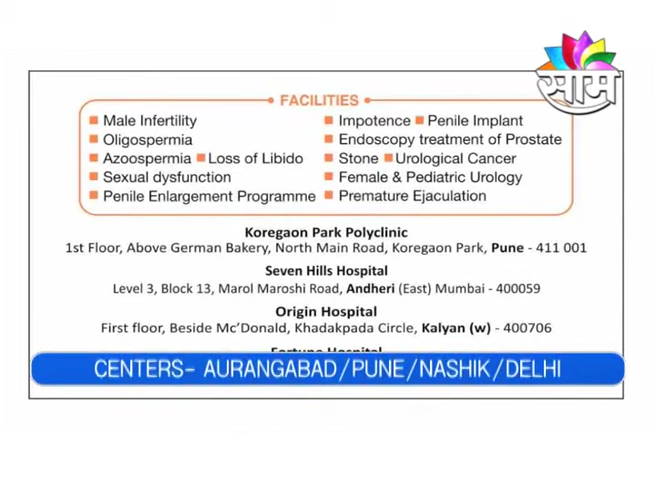 साम
FACILITIES
Male Infertility
Oligospermia
Azoospermia Loss of Libido
Sexual dysfunction
Penile Enlargement Programme
Impotence Penile Implant
Endoscopy treatment of Prostate
Stone Urological Cancer
Female & Pediatric Urology
Premature Ejaculation
Koregaon Park Polyclinic
1st Floor, Above German Bakery, North Main Road, Koregaon Park, Pune - 411 001
Seven Hills Hospital
Level 3, Block 13, Marol Maroshi Road, Andheri (East) Mumbai - 400059
Origin Hospital
First floor, Beside Mc'Donald, Khadakpada Circle, Kalyan (w) - 400706
Fortune Hospital
CENTERS- AURANGABAD/PUNE/NASHIK/DELHI